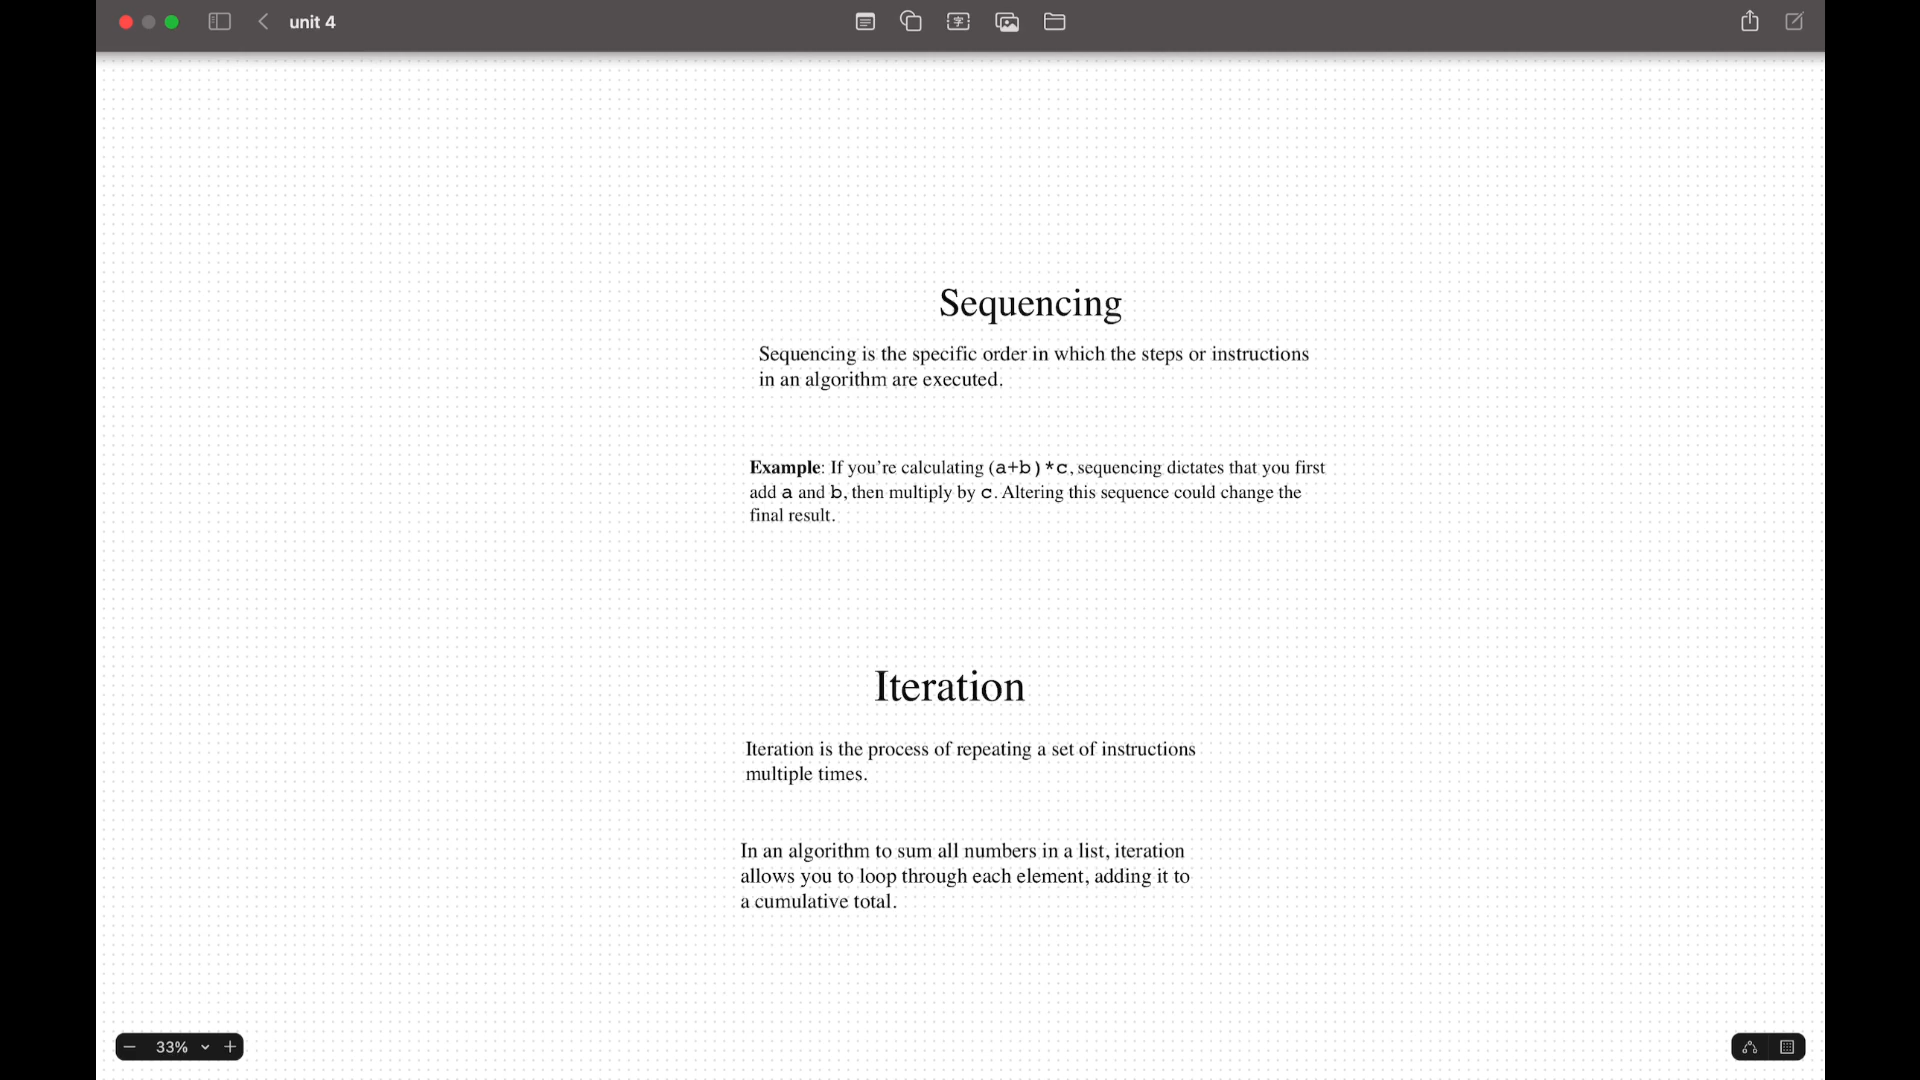 unit 4
Sequencing
Sequencing is the specific order in which the steps or instructions
in an algorithm are executed.
Example: If you're calculating (a+b)*c, sequencing dictates that you first
add a and b, then multiply by c. Altering this sequence could change the
final result.
Iteration
Iteration is the process of repeating a set of instructions
multiple times.
In an algorithm to sum all numbers in a list, iteration
allows you to loop through each element, adding it to
a cumulative total.
33%